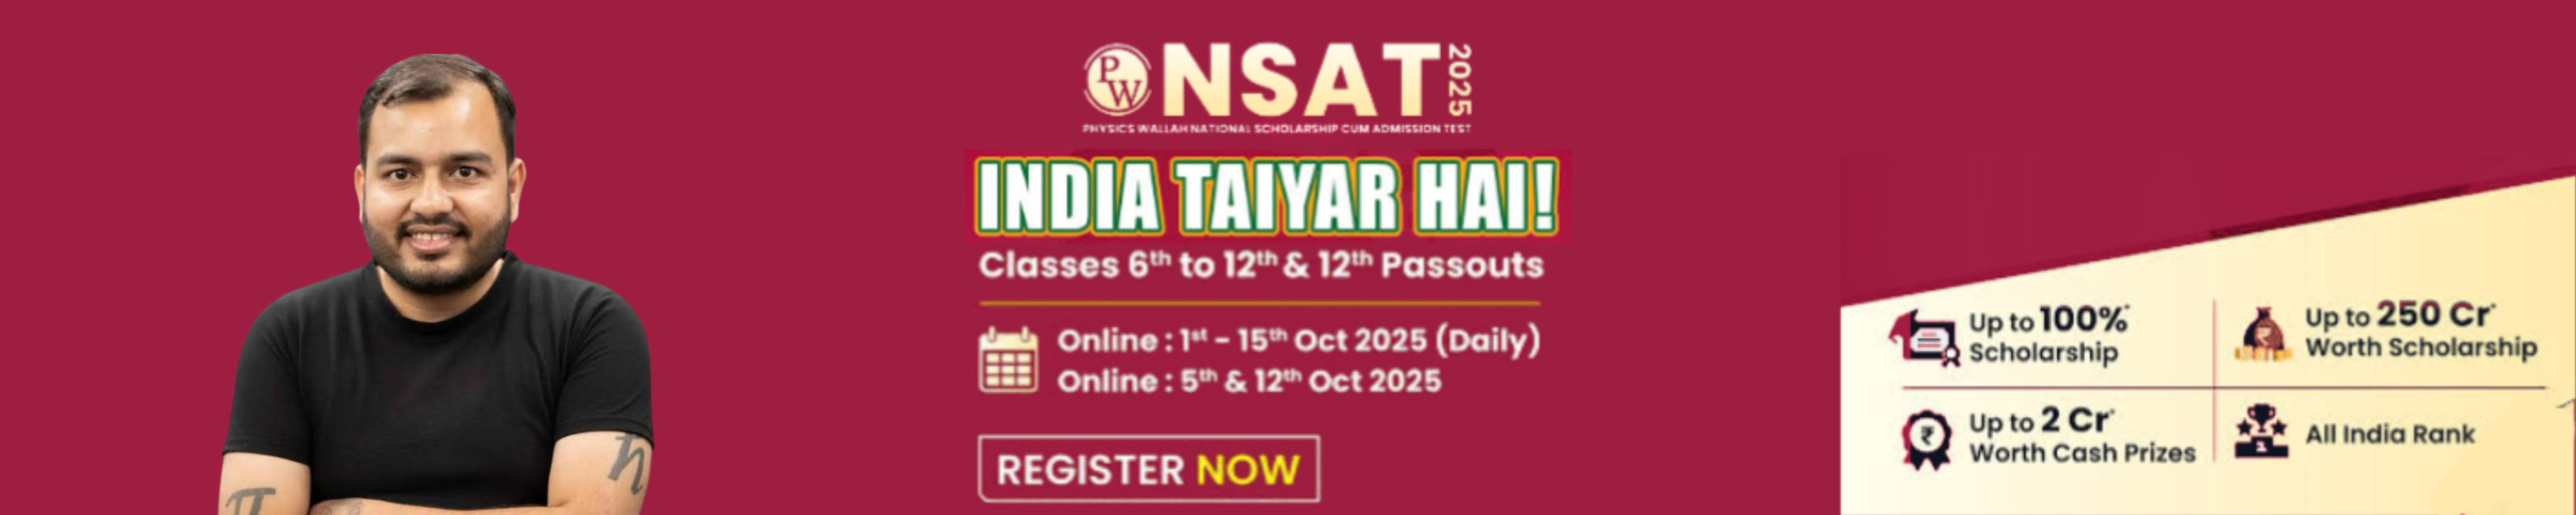 PW NSAT 2025
PHYSICS WALLAH NATIONAL SCHOLARSHIP CUM ADMISSION TEST
INDIA TAIYAR HAI!
Classes 6th to 12th & 12th Passouts
Online : 1st - 15th Oct 2025 (Daily)
Online : 5th & 12th Oct 2025
REGISTER NOW
Up to 100%*
Scholarship
Up to 250 Cr*
Worth Scholarship
Up to 2 Cr*
Worth Cash Prizes
All India Rank
π
ħ